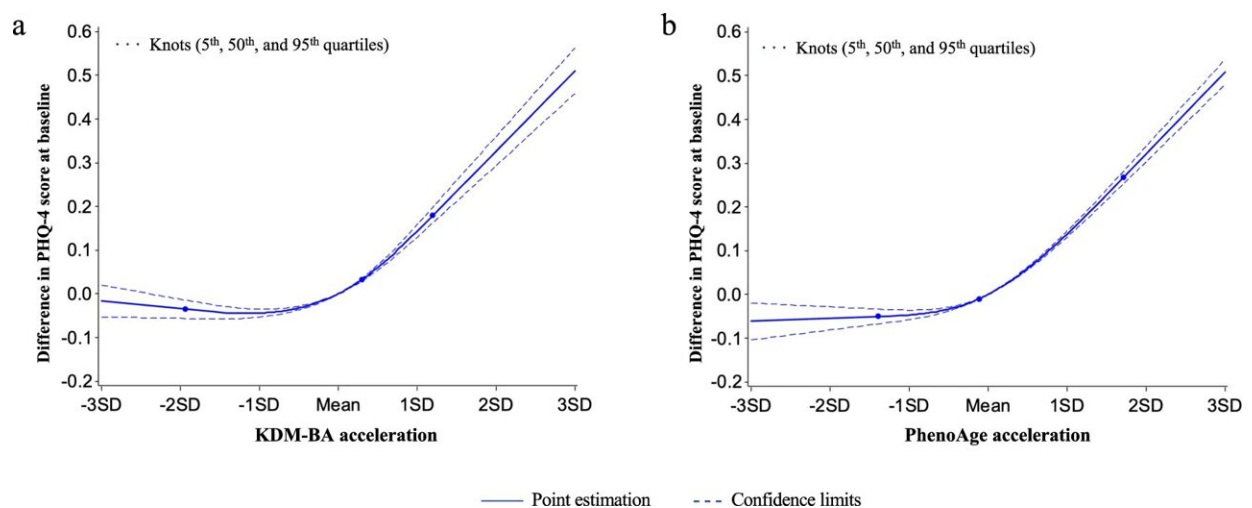 a
· · Knots (5th, 50th, and 95th quartiles)
Difference in PHQ-4 score at baseline
0.6
0.5
0.4
0.3
0.2
0.1
0.0
-0.1
-0.2
-3SD -2SD -1SD Mean 1SD 2SD 3SD
KDM-BA acceleration
b
· · Knots (5th, 50th, and 95th quartiles)
Difference in PHQ-4 score at baseline
0.6
0.5
0.4
0.3
0.2
0.1
0.0
-0.1
-0.2
-3SD -2SD -1SD Mean 1SD 2SD 3SD
PhenoAge acceleration
Point estimation Confidence limits